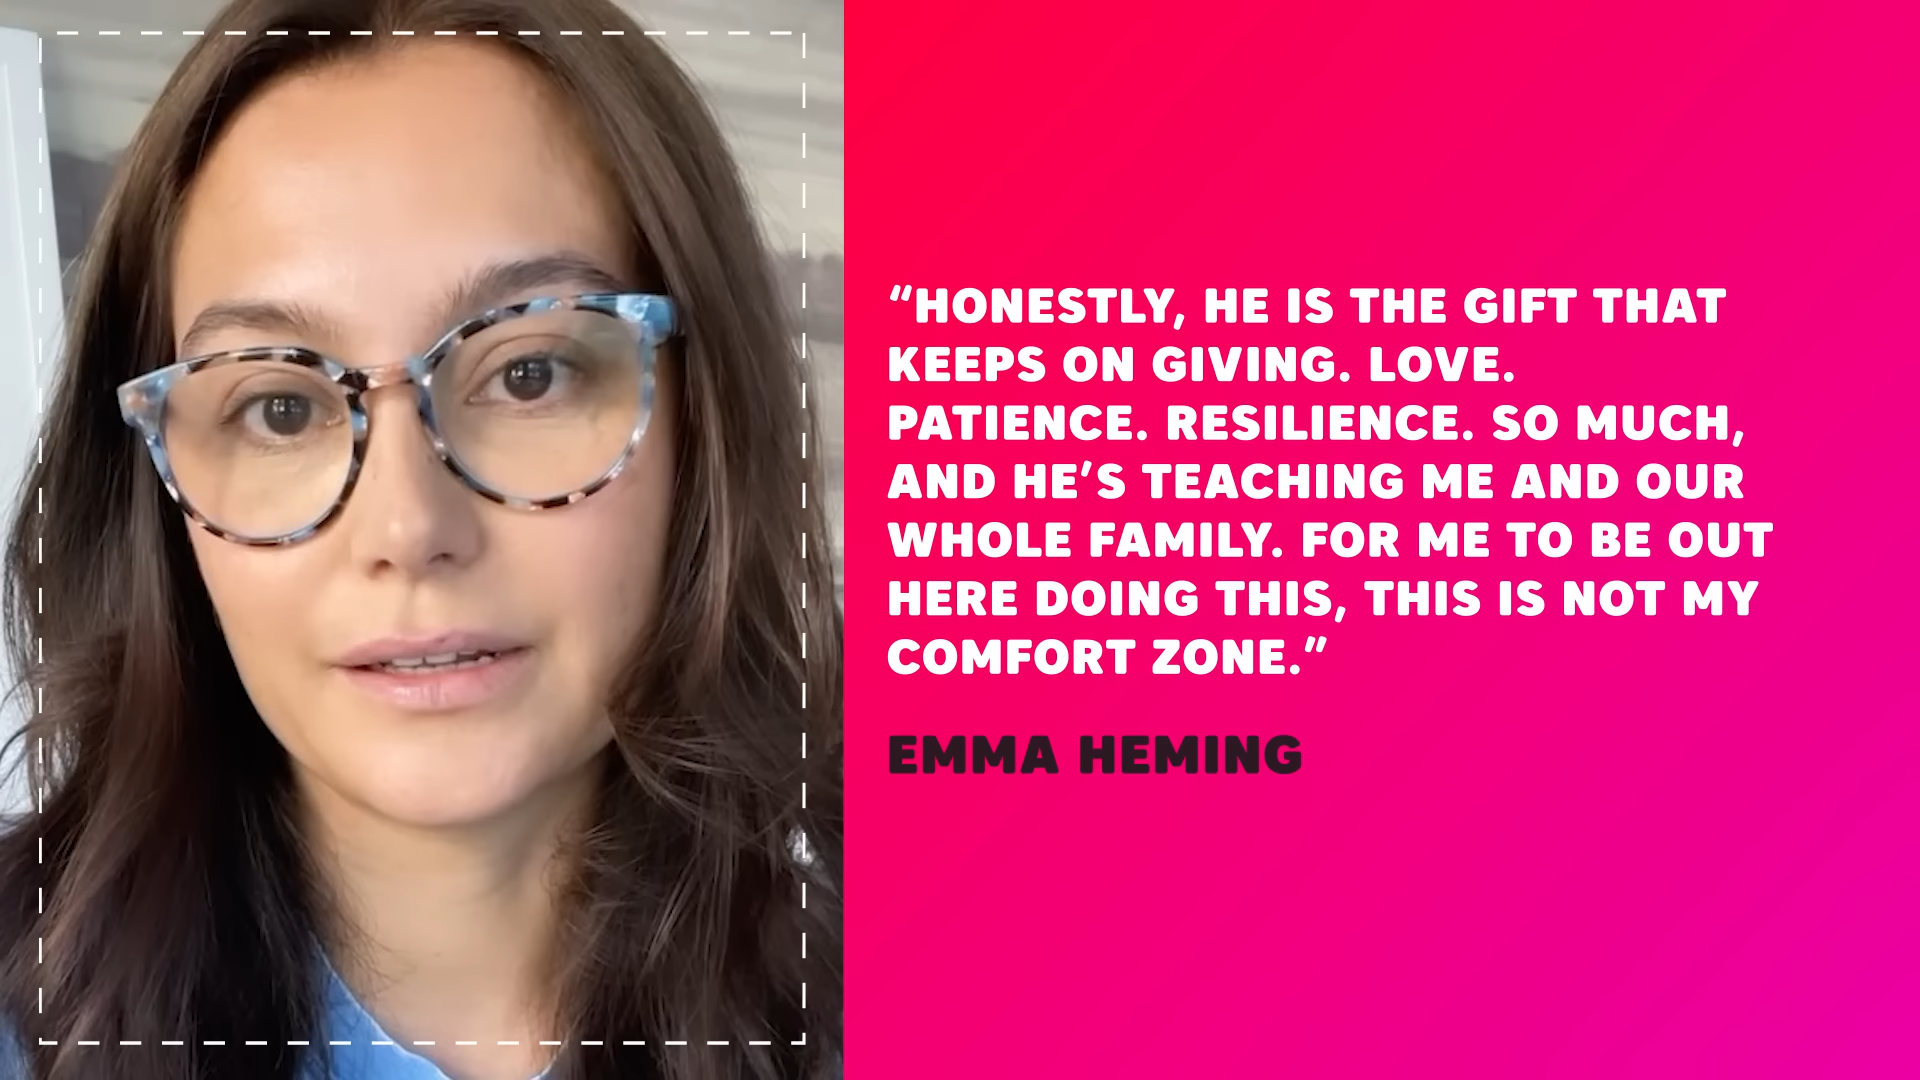 “HONESTLY, HE IS THE GIFT THAT
KEEPS ON GIVING. LOVE.
PATIENCE. RESILIENCE. SO MUCH,
AND HE’S TEACHING ME AND OUR
WHOLE FAMILY. FOR ME TO BE OUT
HERE DOING THIS, THIS IS NOT MY
COMFORT ZONE.”
EMMA HEMING